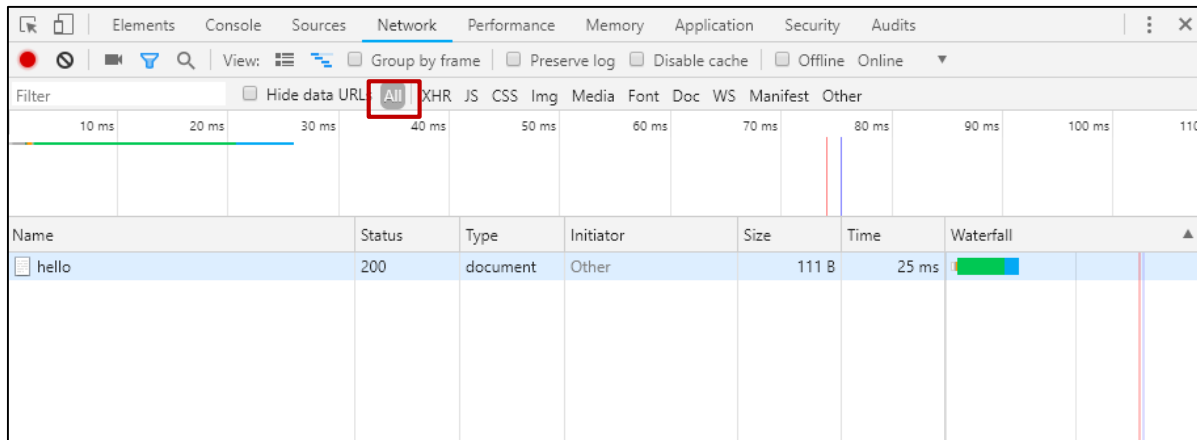 Elements Console Sources Network Performance Memory Application Security Audits
View: Group by frame Preserve log Disable cache Offline Online
Filter Hide data URLs All XHR JS CSS Img Media Font Doc WS Manifest Other
10 ms 20 ms 30 ms 40 ms 50 ms 60 ms 70 ms 80 ms 90 ms 100 ms 110
Name Status Type Initiator Size Time Waterfall
hello 200 document Other 111 B 25 ms